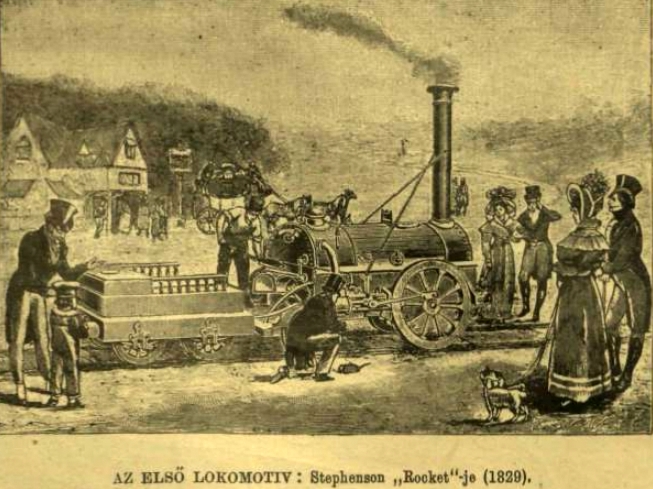 AZ ELSŐ LOKOMOTIV: Stephenson „Rocket“-je (1829).